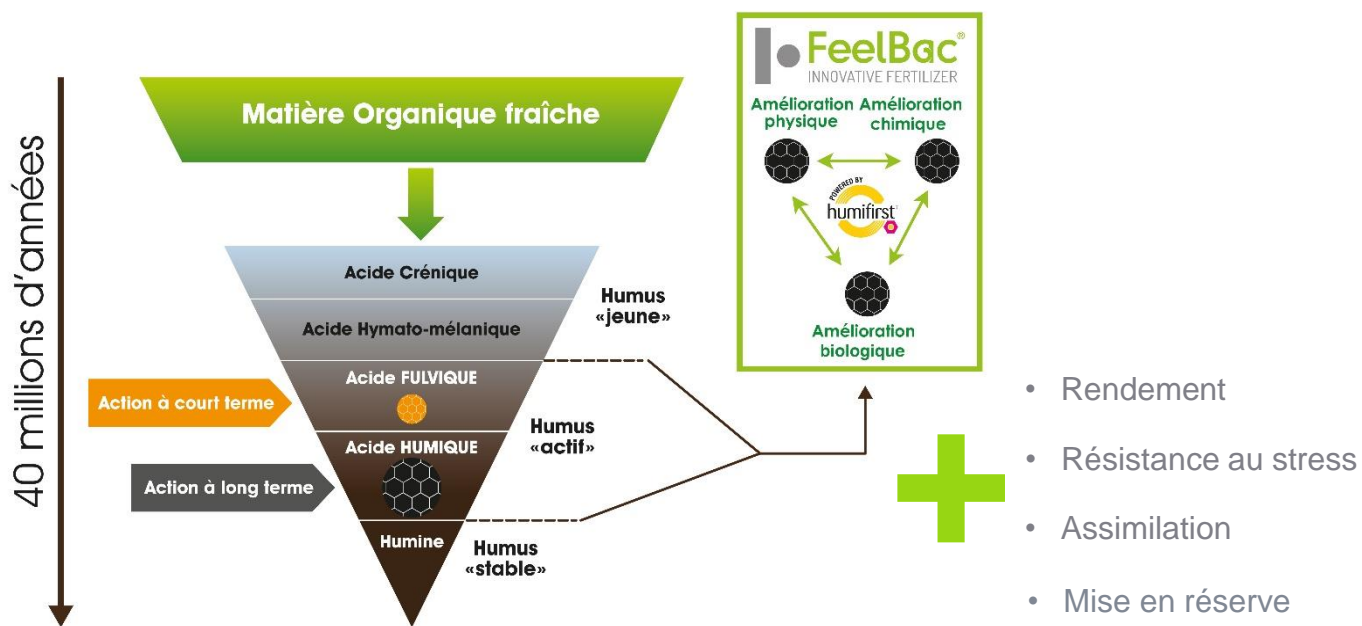 40 millions d'années
Matière Organique fraîche
Acide Crénique
Acide Hymato-mélanique
Acide FULVIQUE
Acide HUMIQUE
Humine
Action à court terme
Action à long terme
Humus
«jeune»
Humus
«actif»
Humus
«stable»
FeelBac®
INNOVATIVE FERTILIZER
Amélioration
physique
Amélioration
chimique
POWERED BY
humifirst
Amélioration
biologique
• Rendement
• Résistance au stress
• Assimilation
• Mise en réserve